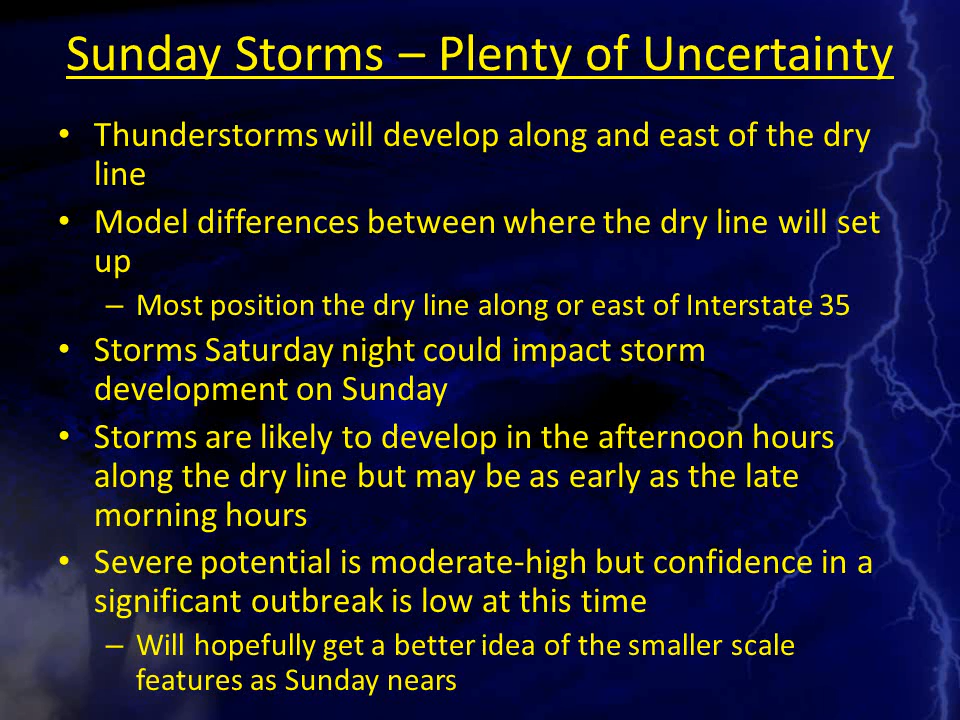 Sunday Storms – Plenty of Uncertainty
• Thunderstorms will develop along and east of the dry
line
• Model differences between where the dry line will set
up
– Most position the dry line along or east of Interstate 35
• Storms Saturday night could impact storm
development on Sunday
• Storms are likely to develop in the afternoon hours
along the dry line but may be as early as the late
morning hours
• Severe potential is moderate-high but confidence in a
significant outbreak is low at this time
– Will hopefully get a better idea of the smaller scale
features as Sunday nears